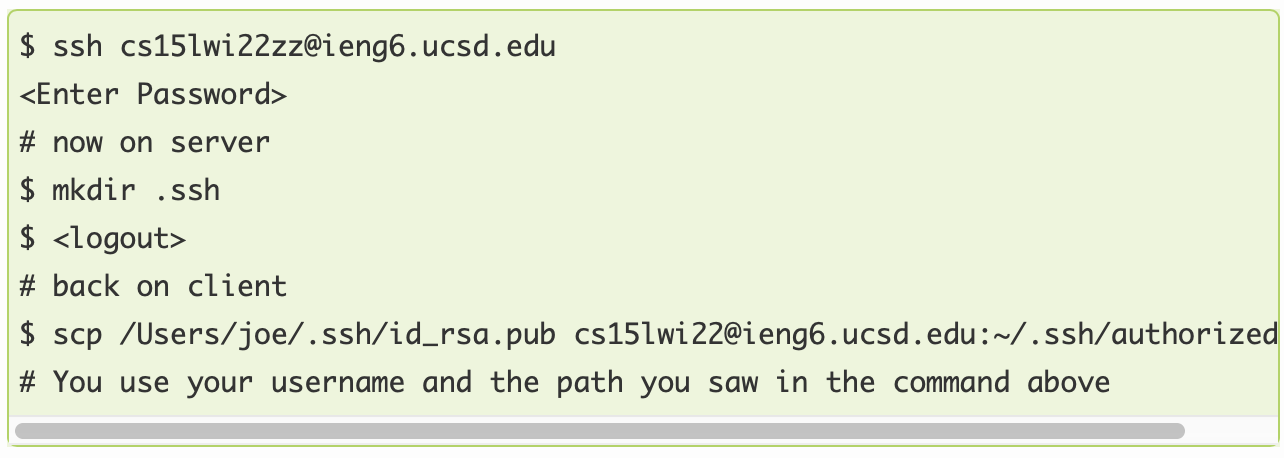 $ ssh cs15lwi22zz@ieng6.ucsd.edu
<Enter Password>
# now on server
$ mkdir .ssh
$ <logout>
# back on client
$ scp /Users/joe/.ssh/id_rsa.pub cs15lwi22@ieng6.ucsd.edu:~/.ssh/authorized
# You use your username and the path you saw in the command above